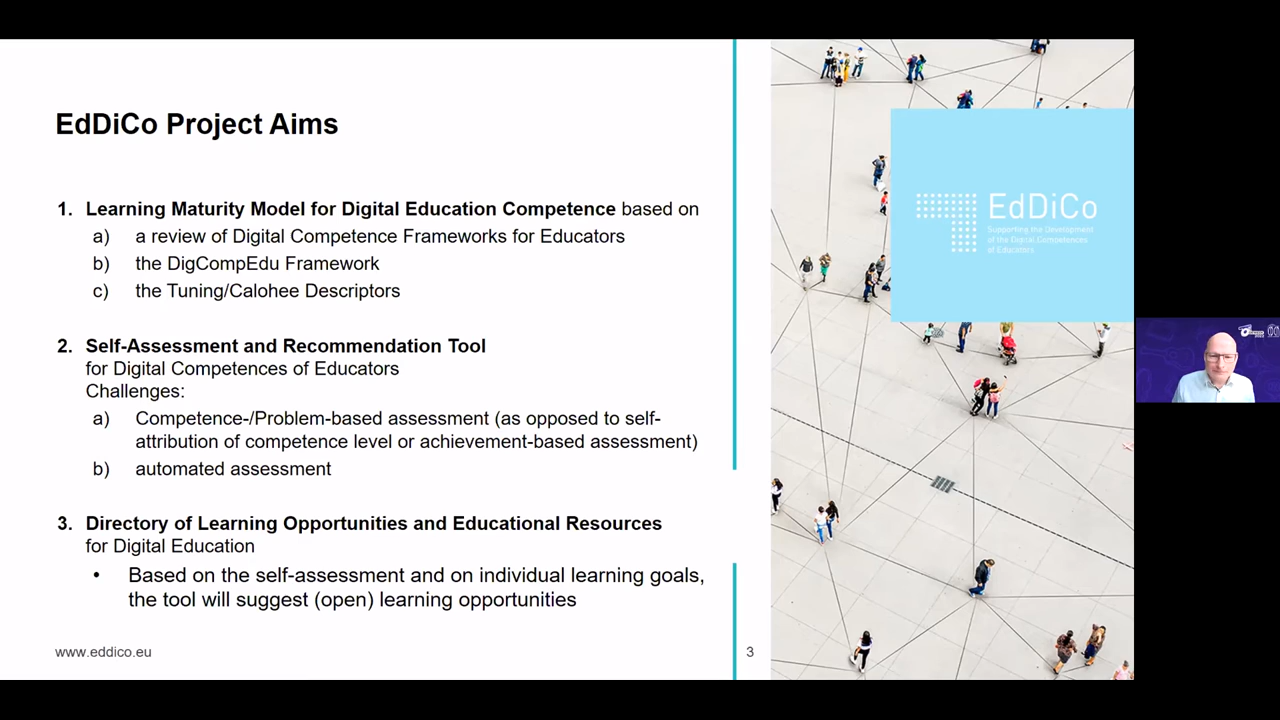 EdDiCo Project Aims
1. Learning Maturity Model for Digital Education Competence based on
a) a review of Digital Competence Frameworks for Educators
b) the DigCompEdu Framework
c) the Tuning/Calohee Descriptors
2. Self-Assessment and Recommendation Tool
for Digital Competences of Educators
Challenges:
a) Competence-/Problem-based assessment (as opposed to self-
attribution of competence level or achievement-based assessment)
b) automated assessment
3. Directory of Learning Opportunities and Educational Resources
for Digital Education
• Based on the self-assessment and on individual learning goals,
the tool will suggest (open) learning opportunities
www.eddico.eu
3
EdDiCo
Supporting the Development
of the Digital Competences
of Educators